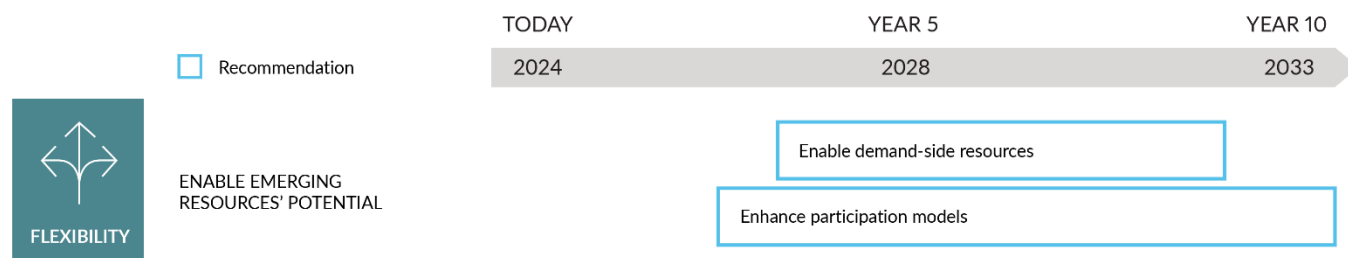 TODAY YEAR 5 YEAR 10
Recommendation 2024 2028 2033
Enable demand-side resources
ENABLE EMERGING
RESOURCES’ POTENTIAL
Enhance participation models
FLEXIBILITY